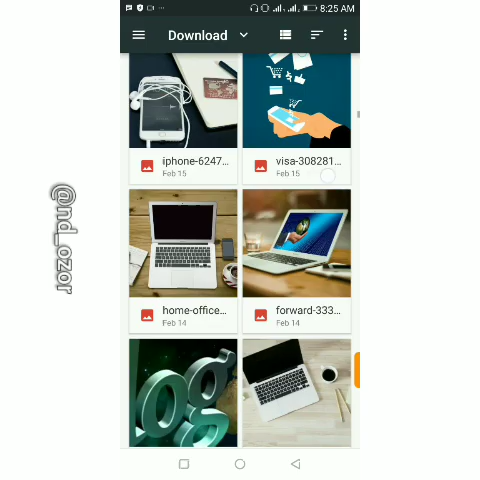 8:25 AM
Download
iphone-6247...
Feb 15
visa-308281...
Feb 15
home-office...
Feb 14
forward-333...
Feb 14
og
@nd_ozor